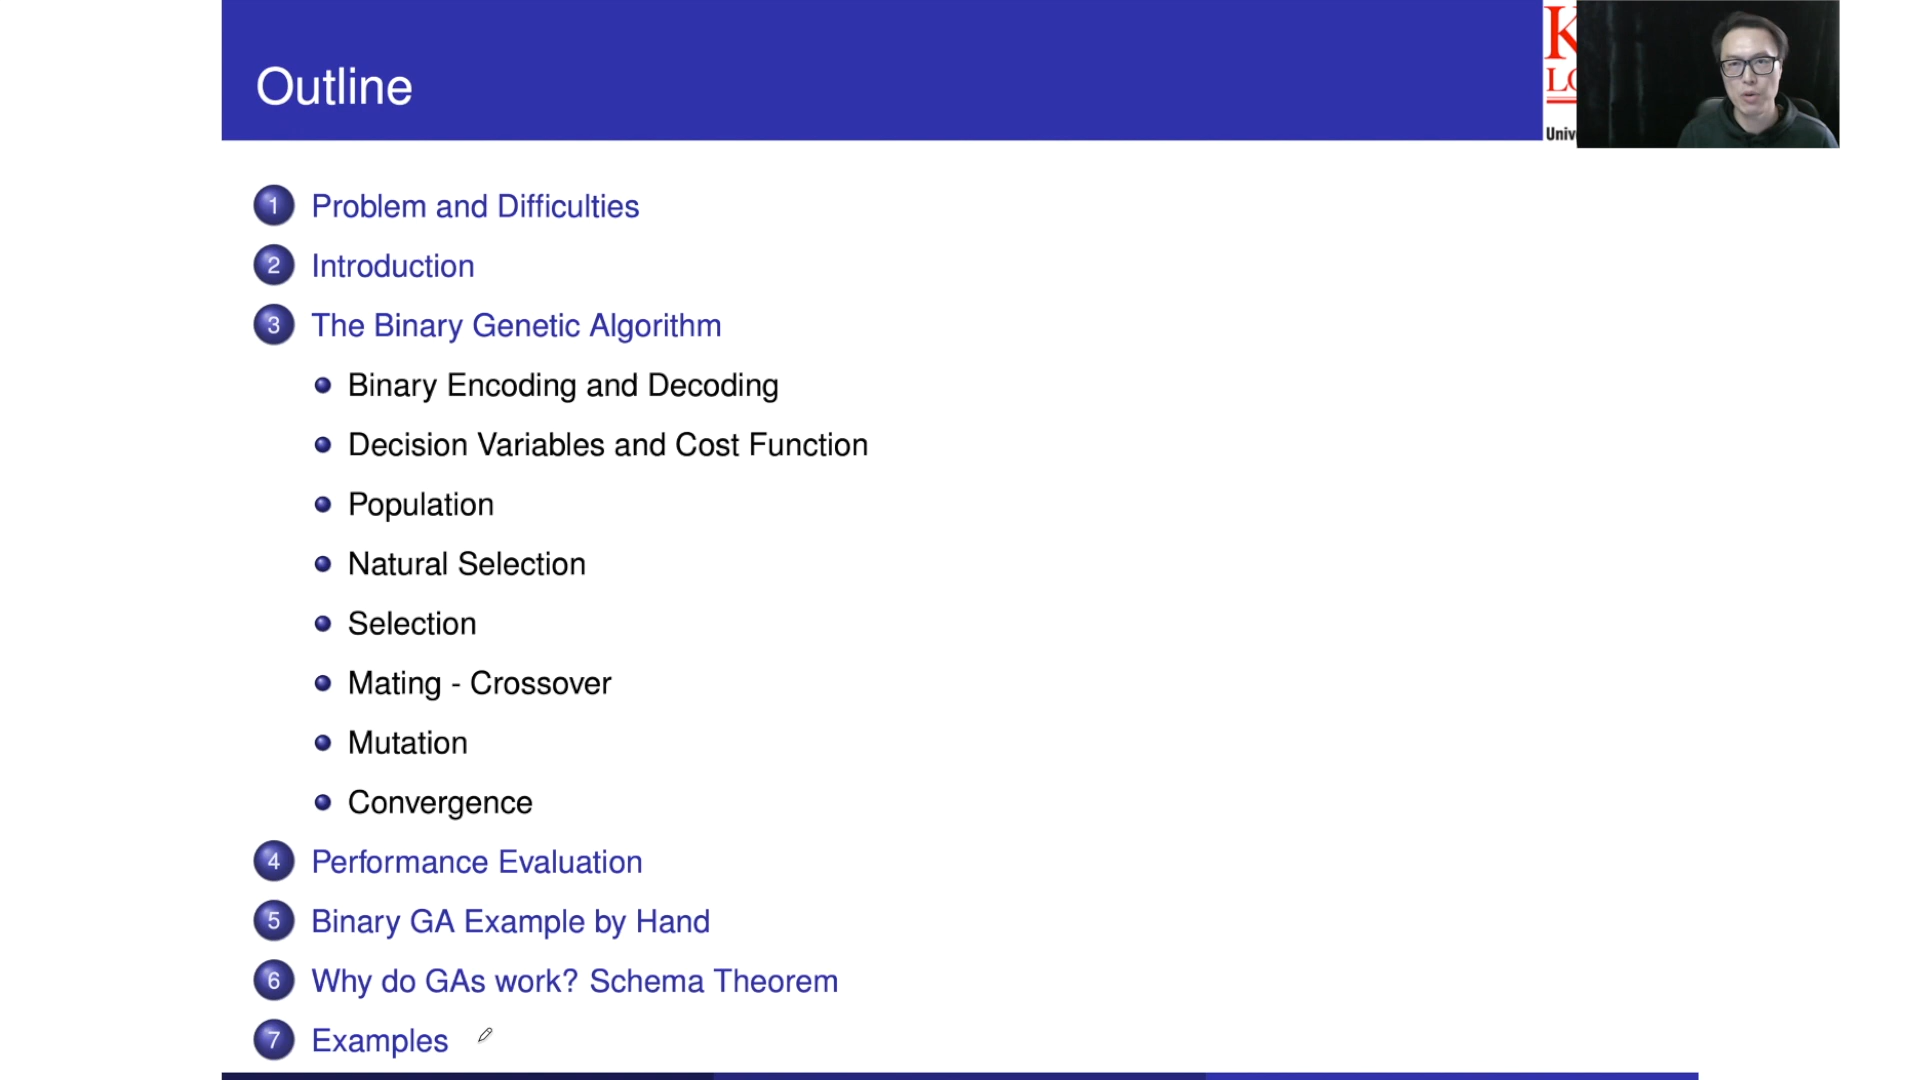 Outline
K
LO
Univ
1 Problem and Difficulties
2 Introduction
3 The Binary Genetic Algorithm
Binary Encoding and Decoding
Decision Variables and Cost Function
Population
Natural Selection
Selection
Mating - Crossover
Mutation
Convergence
4 Performance Evaluation
5 Binary GA Example by Hand
6 Why do GAs work? Schema Theorem
7 Examples